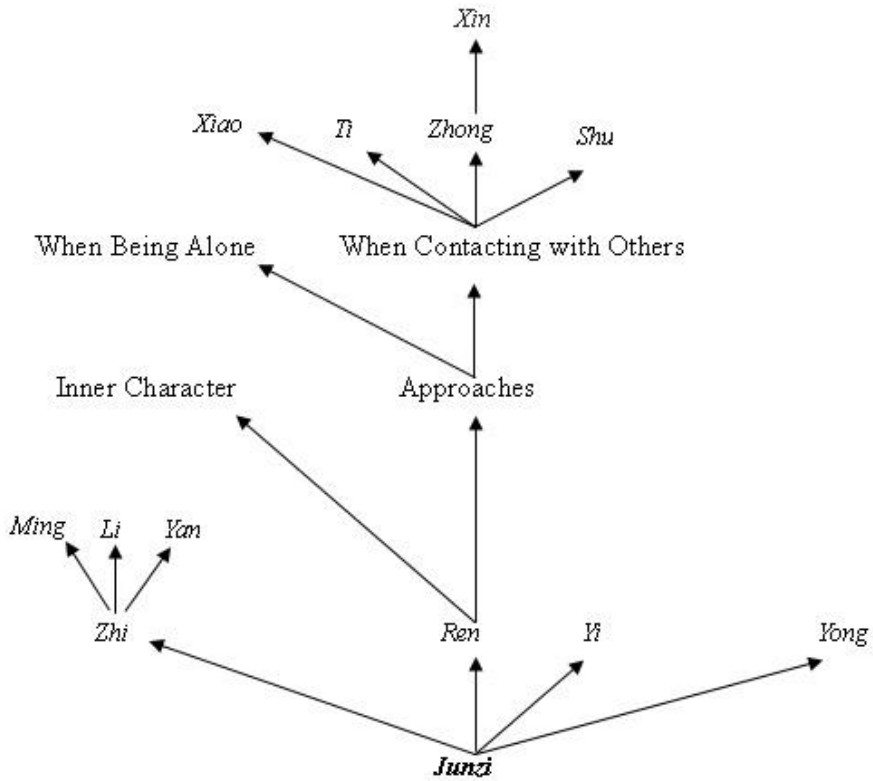 Xin
Xiao Ti Zhong Shu
When Being Alone When Contacting with Others
Inner Character Approaches
Ming Li Yan
Zhi Ren Yi Yong
Junzi